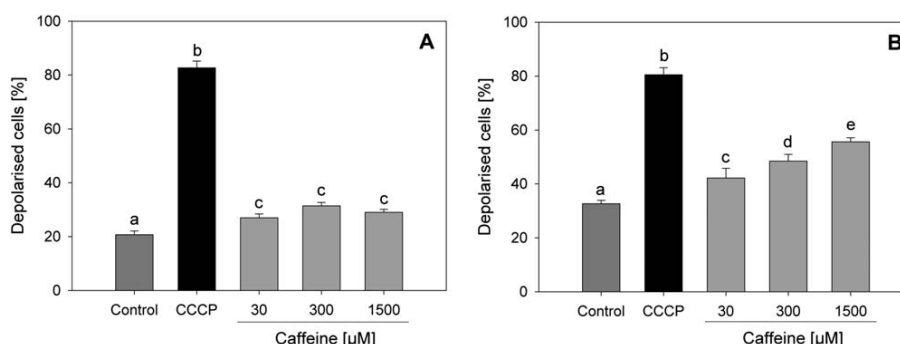 A
Depolarised cells [%]
100
80
60
40
20
0
a
b
c
c
c
Control
CCCP
30
300
1500
Caffeine [µM]
B
Depolarised cells [%]
100
80
60
40
20
0
a
b
c
d
e
Control
CCCP
30
300
1500
Caffeine [µM]